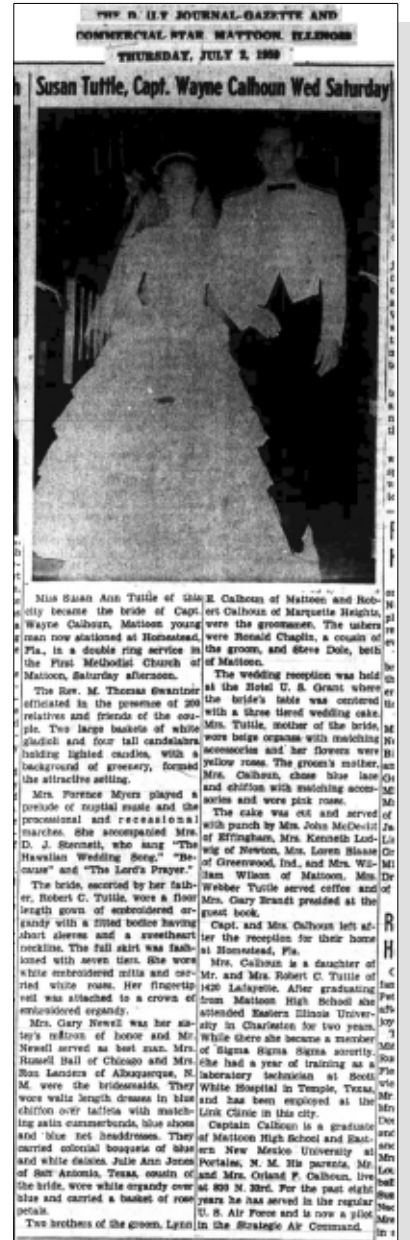 THE DAILY JOURNAL-GAZETTE AND
COMMERCIAL-STAR, MATTOON, ILLINOIS
THURSDAY, JULY
Susan Tuttle, Capt. Wayne Calhoun Wed Saturday
Miss Susan Ann Tuttle of this
city became the bride of Capt.
Wayne Calhoun, Mattoon young
man now stationed at Homestead,
Fla., in a double ring service in
the First Methodist Church of
Mattoon, Saturday afternoon.
The Rev. M. Thomas Swantner
officiated in the presence of 200
relatives and friends of the cou-
ple. Two large baskets of white
gladioli and four tall candelabra
holding lighted candles, with a
background of greenery, formed
the attractive setting.
Mrs. Forence Myers played a
prelude of nuptial music and the
processional and recessional
marches. She accompanied Mrs.
D. J. Stennett, who sang "The
Hawaiian Wedding Song," "Be-
cause" and "The Lord's Prayer."
The bride, escorted by her fath-
er, Robert C. Tuttle, wore a floor
length gown of embroidered or-
gandy with a fitted bodice having
short sleeves and a sweetheart
neckline. The full skirt was fash-
ioned with seven tiers. She wore
white embroidered mitts and car-
ried white roses. Her fingertip
veil was attached to a crown of
embroidered organdy.
Mrs. Gary Newell was her sis-
ter's matron of honor and Mr.
Newell served as best man. Mrs.
Russell Ball of Chicago and Mrs.
Ron Landers of Albuquerque, N.
M. were the bridesmaids. They
wore waltz length dresses in blue
chiffon over taffeta with match-
ing satin cummerbunds, blue shoes
and blue net headdresses. They
carried colonial bouquets of blue
and white daisies. Julie Ann Jones
of San Antonio, Texas, cousin of
the bride, wore white organdy over
blue and carried a basket of rose
petals.
Two brothers of the groom, Lynn
E. Calhoun of Mattoon and Rob-
ert Calhoun of Marquette Heights,
were the groomsmen. The ushers
were Ronald Chaplin, a cousin of
the groom, and Steve Dole, both
of Mattoon.
The wedding reception was held
at the Hotel U. S. Grant where
the bride's table was centered
with a three tiered wedding cake.
Mrs. Tuttle, mother of the bride,
wore beige organza with matching
accessories and her flowers were
yellow roses. The groom's mother,
Mrs. Calhoun, chose blue lace
and chiffon with matching acces-
sories and wore pink roses.
The cake was cut and served
with punch by Mrs. John McDevitt
of Effingham, Mrs. Kenneth Lud-
wig of Newton, Mrs. Loren Blase
of Greenwood, Ind., and Mrs. Wil-
liam Wilson of Mattoon. Mrs.
Webber Tuttle served coffee and
Mrs. Gary Brandt presided at the
guest book.
Capt. and Mrs. Calhoun left af-
ter the reception for their home
at Homestead, Fla.
Mrs. Calhoun is a daughter of
Mr. and Mrs. Robert C. Tuttle of
1420 Lafayette. After graduating
from Mattoon High School she
attended Eastern Illinois Univer-
sity in Charleston for two years.
While there she became a member
of Sigma Sigma Sigma sorority.
She had a year of training as a
laboratory technician at Scott
White Hospital in Temple, Texas,
and has been employed at the
Link Clinic in this city.
Captain Calhoun is a graduate
of Mattoon High School and East-
ern New Mexico University at
Portales, N. M. His parents, Mr.
and Mrs. Orland F. Calhoun, live
at 33rd. For the past eight
years he has served in the regular
U. S. Air Force and is now a pilot
in the Strategic Air Command.